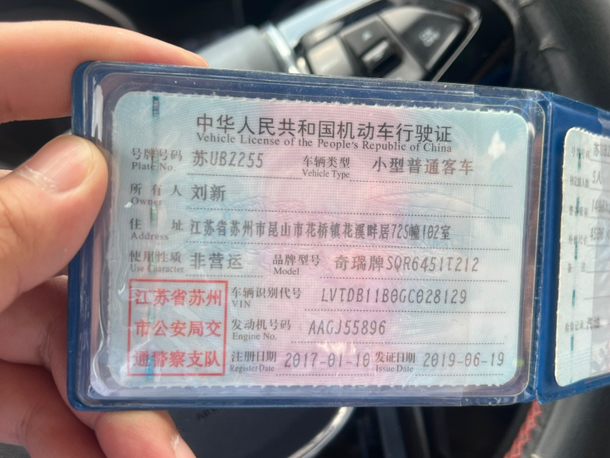 中华人民共和国机动车行驶证
Vehicle License of the People's Republic of China
号牌号码 苏UBZ255 车辆类型 小型普通客车
Plate No. Vehicle Type
所有人 刘新
Owner
住址 江苏省苏州市昆山市花桥镇花溪畔居725幢102室
Address
使用性质 非营运 品牌型号 奇瑞牌SQR6451T212
Use Character Model
江苏省苏州
市公安局交
通警察支队
车辆识别代号 LVTDB11B0GC028129
VIN
发动机号码 AAGJ55896
Engine No.
注册日期 2017-01-10 发证日期 2019-06-19
Register Date Issue Date